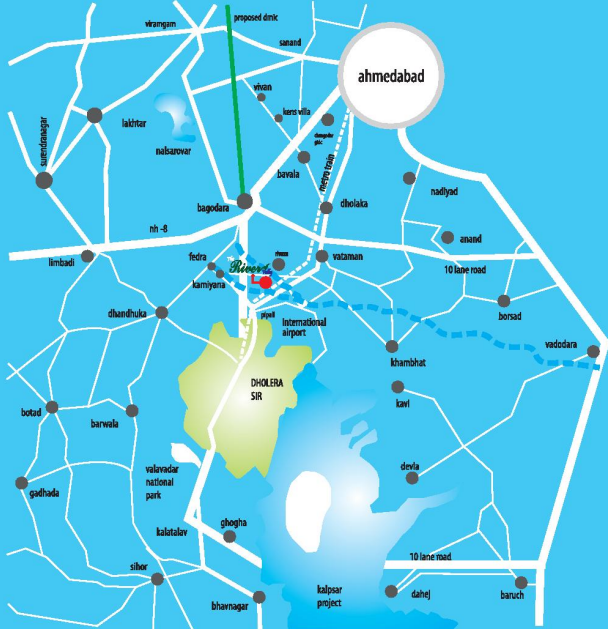 proposed dmic
viramgam
sanand
ahmedabad
vivan
kens villa
lakhtar
nalsarovar
surendranagar
bavala
metro train
nadiyad
bagodara
dholaka
nh -8
anand
limbadi
fedra
River
vataman
10 lane road
kamiyana
dhandhuka
pipali
International
airport
borsad
vadodara
khambhat
DHOLERA
SIR
kavi
botad
barwala
valavadar
national
park
devla
gadhada
kalatalav
ghogha
10 lane road
sihor
kalpsar
project
dahej
baruch
bhavnagar